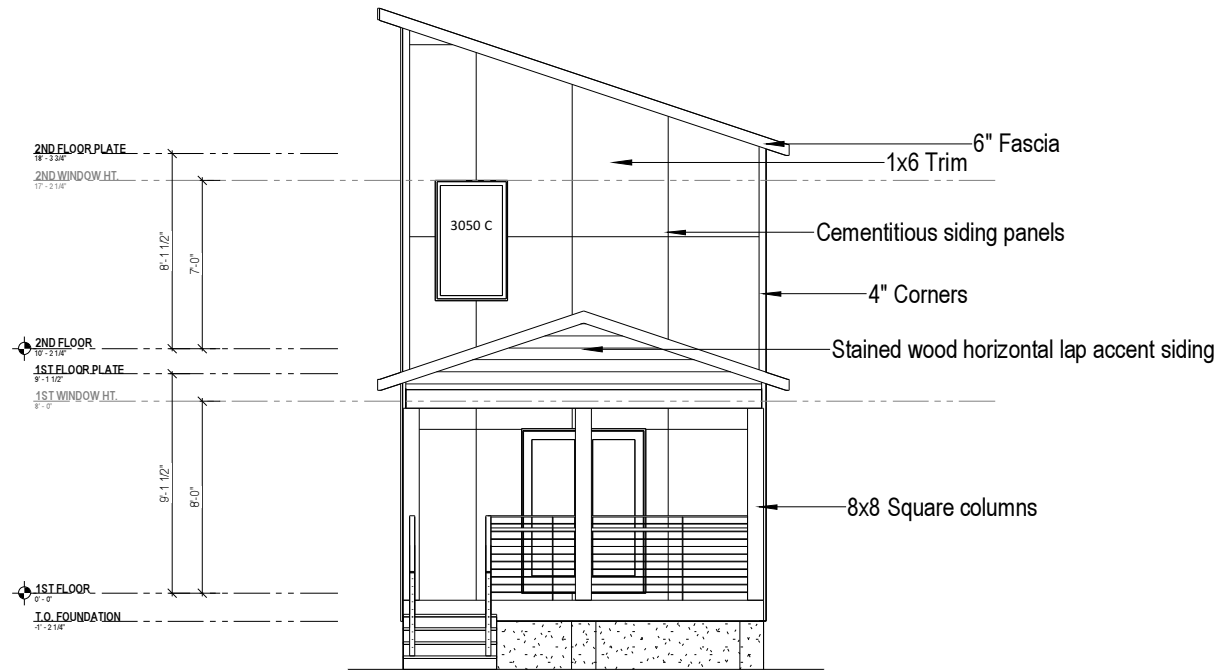 6" Fascia
2ND FLOOR PLATE
18' - 3 3/4"
1x6 Trim
2ND WINDOW HT.
17' - 2 1/4"
3050 C
Cementitious siding panels
8'-1 1/2"
7'-0"
4" Corners
2ND FLOOR
10' - 2 1/4"
Stained wood horizontal lap accent siding
1ST FLOOR PLATE
9' - 1 1/2"
1ST WINDOW HT.
8' - 0"
9'-1 1/2"
8'-0"
8x8 Square columns
1ST FLOOR
0' - 0"
T.O. FOUNDATION
-1' - 2 1/4"